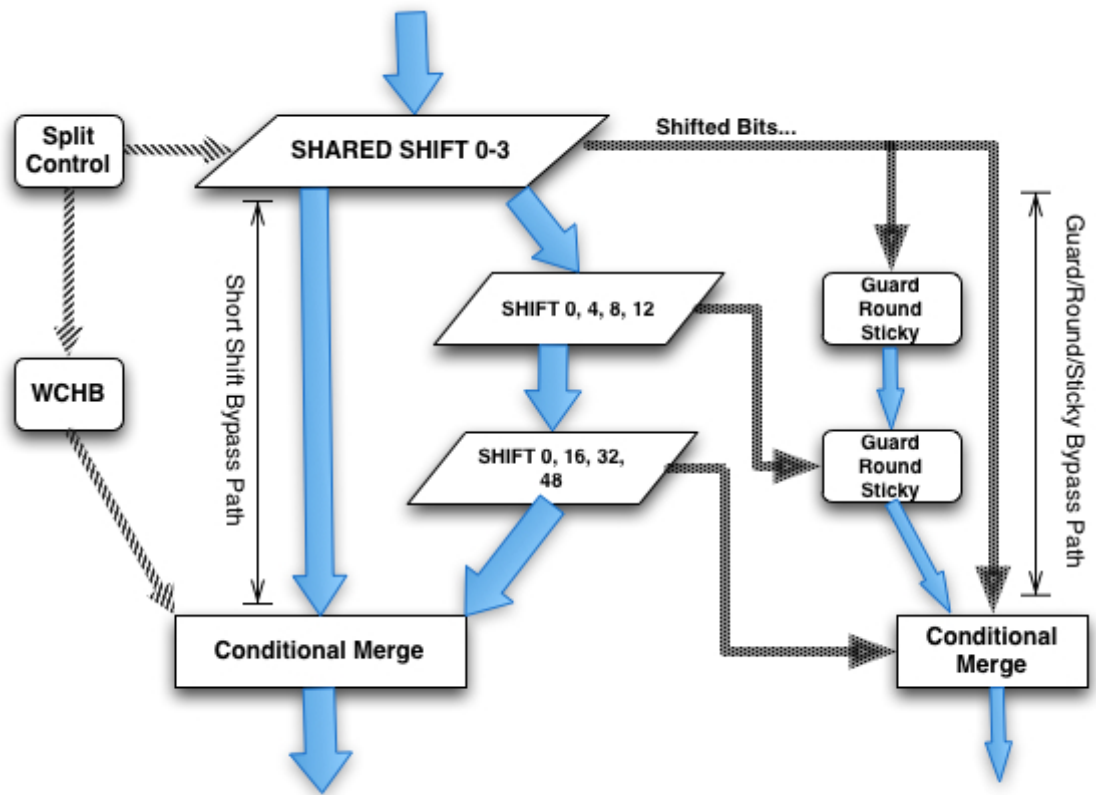 Split
Control
SHARED SHIFT 0-3
Shifted Bits...
Short Shift Bypass Path
SHIFT 0, 4, 8, 12
Guard
Round
Sticky
Guard/Round/Sticky Bypass Path
WCHB
SHIFT 0, 16, 32,
48
Guard
Round
Sticky
Conditional Merge
Conditional
Merge